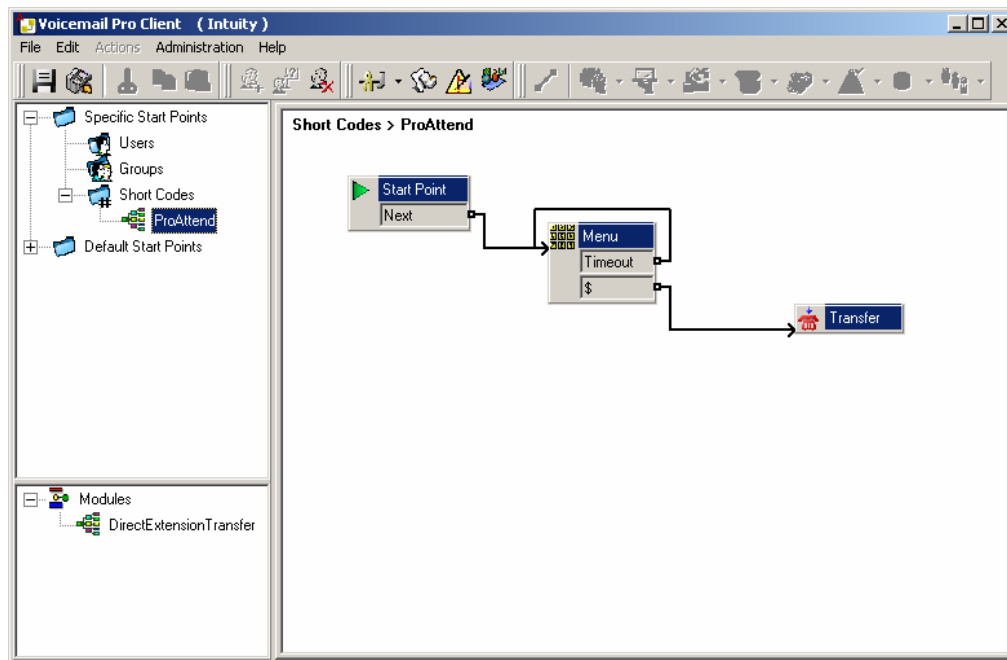 Voicemail Pro Client ( Intuity )
File Edit Actions Administration Help
Specific Start Points
Users
Groups
Short Codes
ProAttend
Default Start Points
Modules
DirectExtensionTransfer
Short Codes > ProAttend
Start Point
Next
Menu
Timeout
$
Transfer